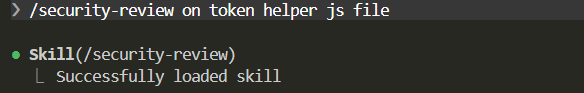 ❯ /security-review on token helper js file
● Skill(/security-review)
└ Successfully loaded skill